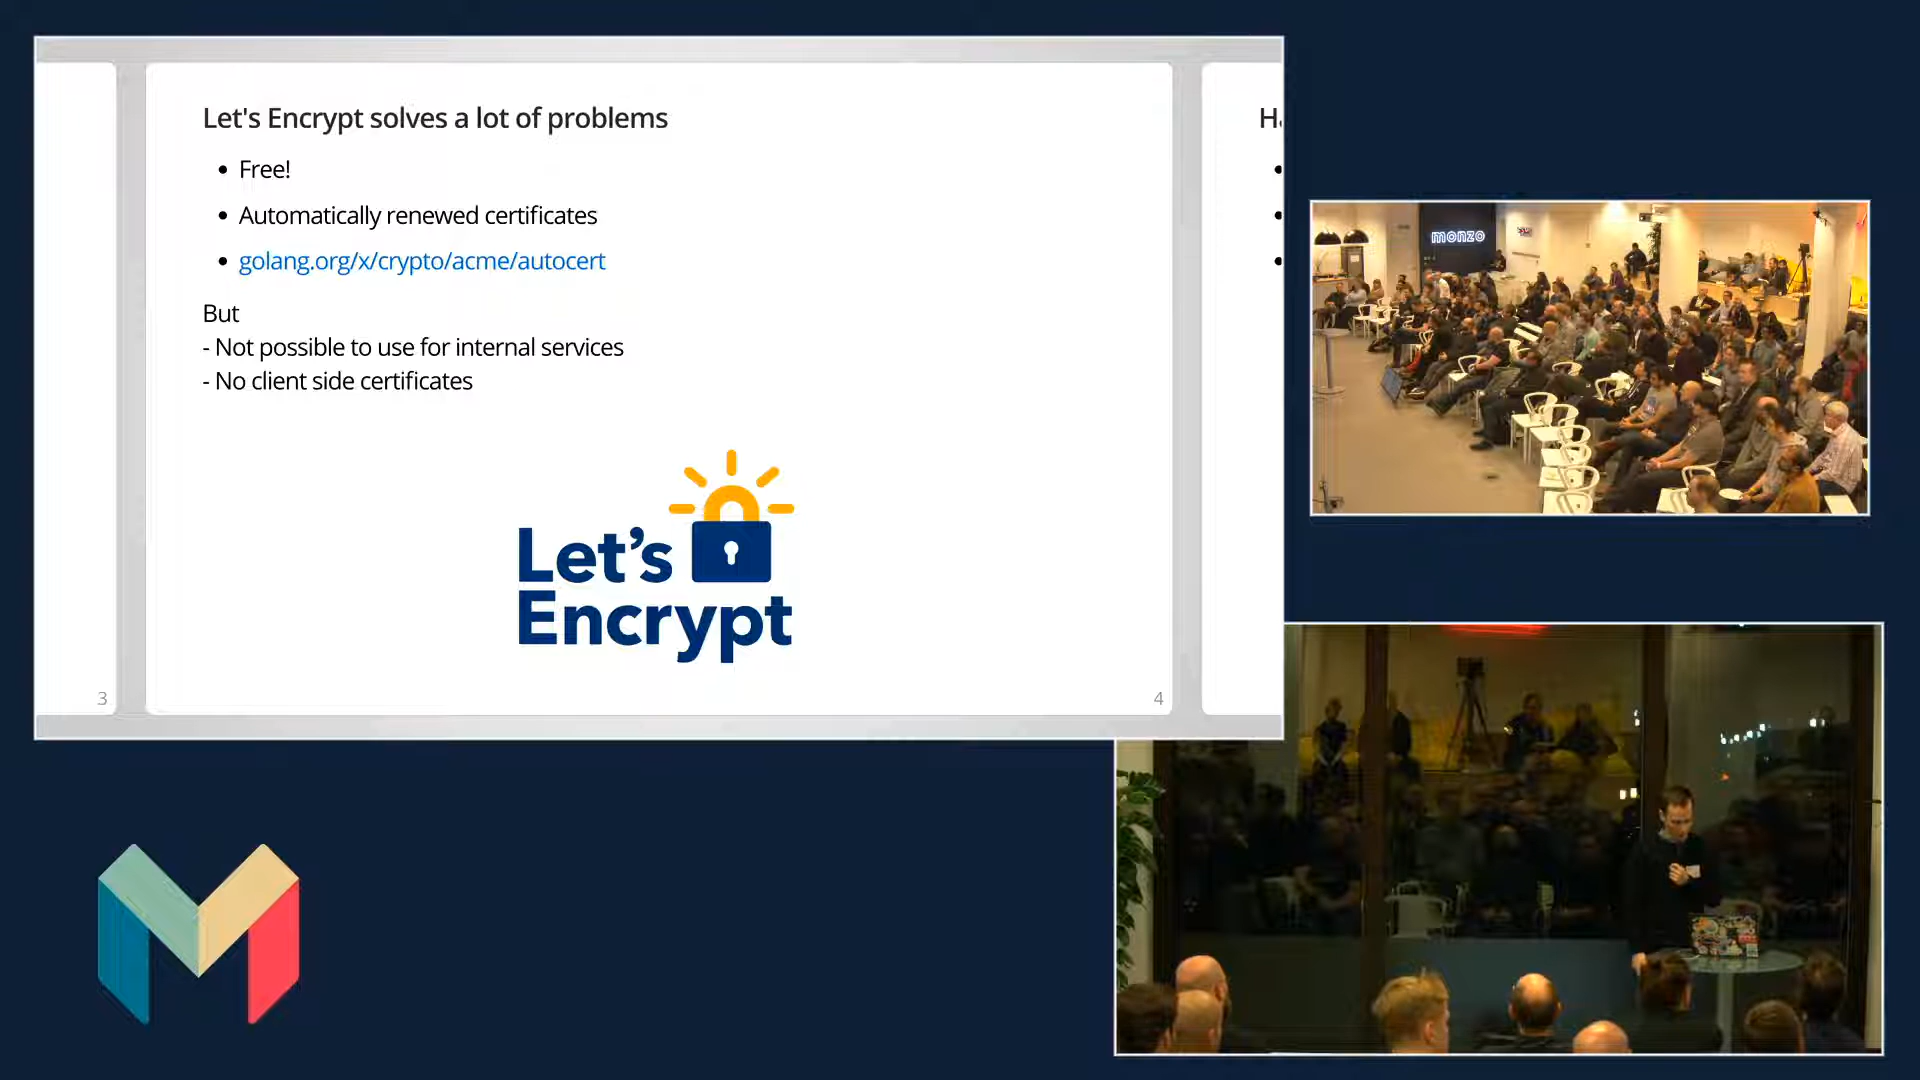 Let's Encrypt solves a lot of problems
Free!
Automatically renewed certificates
golang.org/x/crypto/acme/autocert
But
- Not possible to use for internal services
- No client side certificates
Let's
Encrypt
3
4
monzo